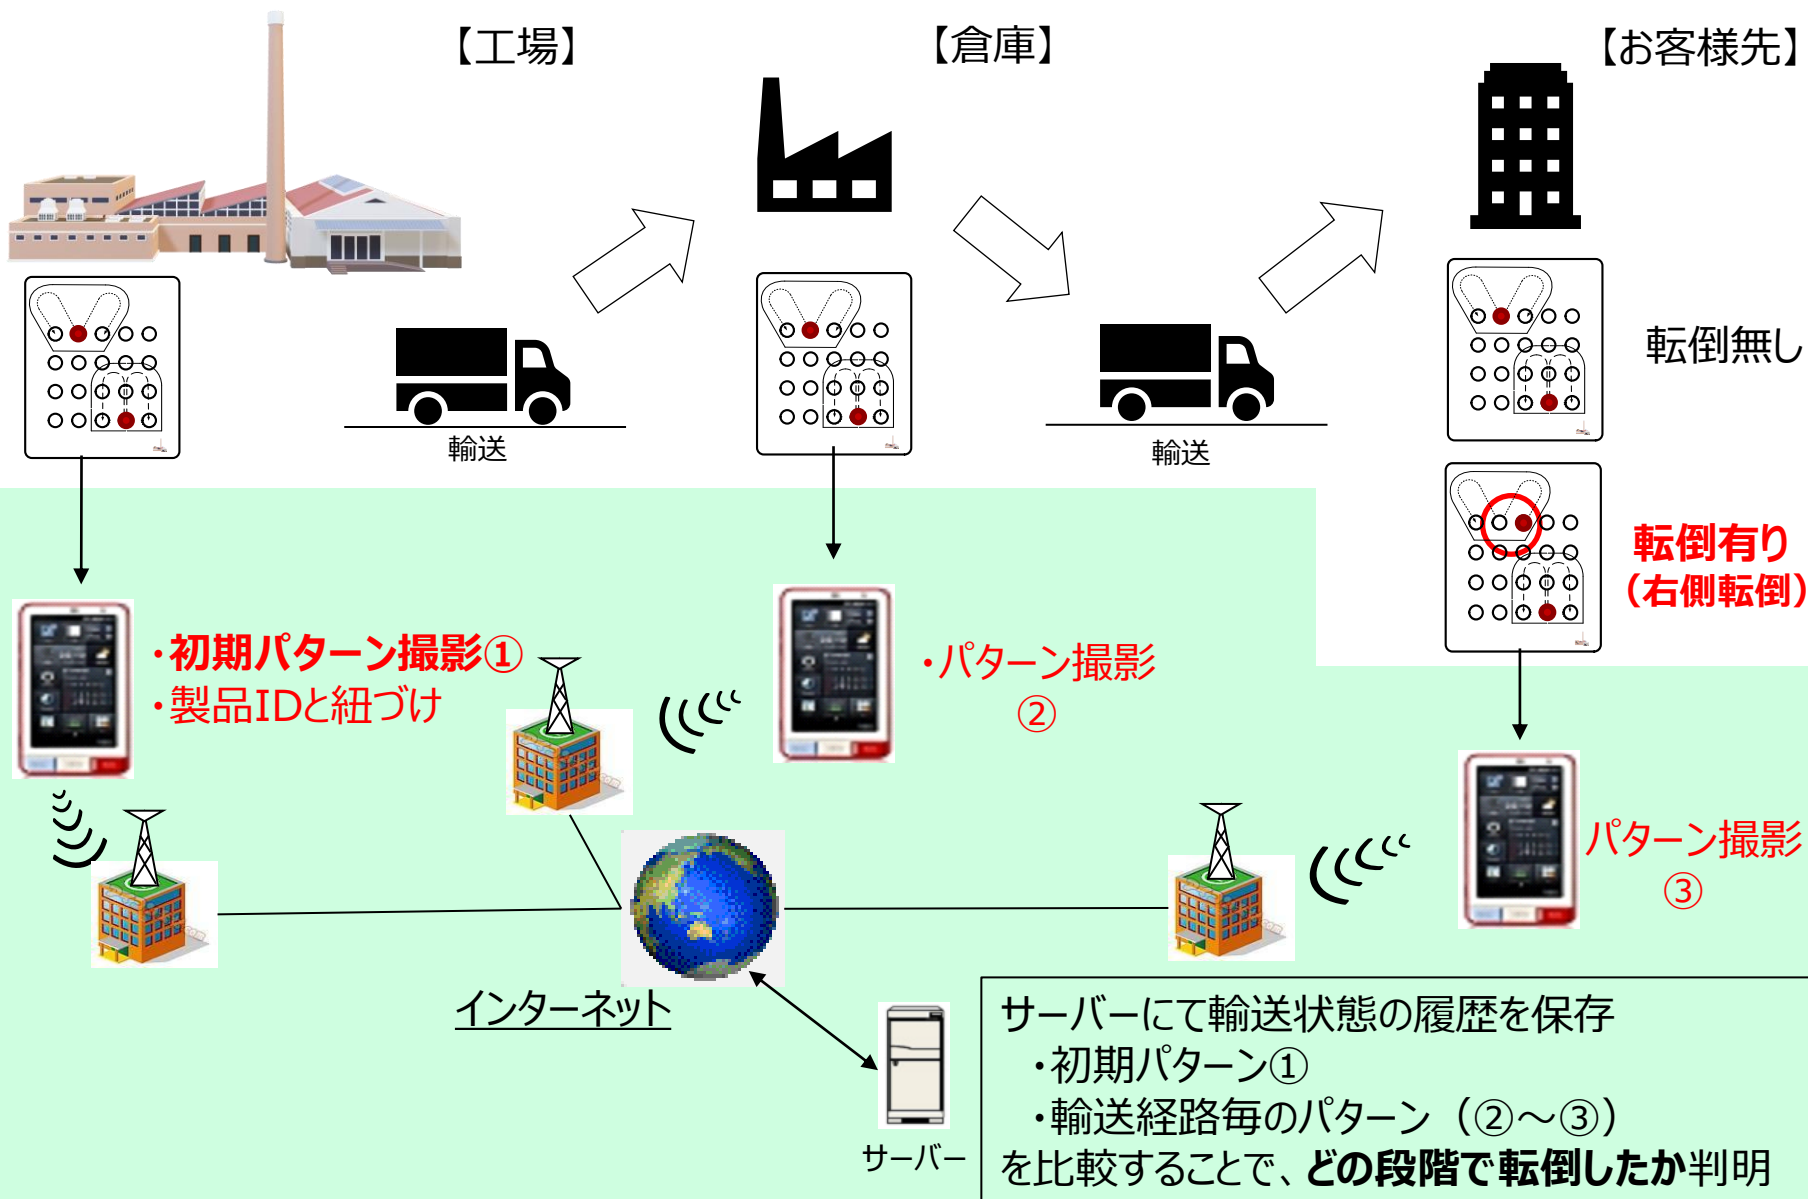 【工場】
【倉庫】
【お客様先】
転倒無し
輸送
輸送
転倒有り
（右側転倒）
・初期パターン撮影①
・製品IDと紐づけ
・パターン撮影
②
パターン撮影
③
インターネット
サーバー
サーバーにて輸送状態の履歴を保存
・初期パターン①
・輸送経路毎のパターン（②～③）
を比較することで、どの段階で転倒したか判明